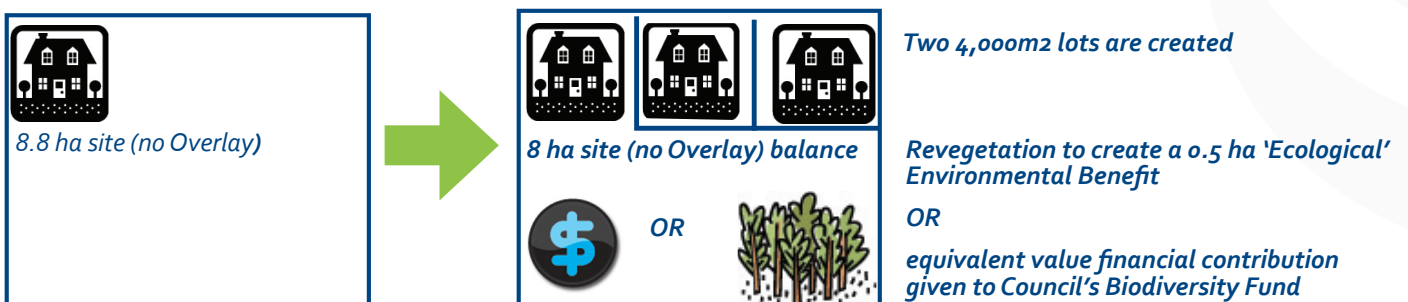 8.8 ha site (no Overlay)
8 ha site (no Overlay) balance
OR
Two 4,000m2 lots are created
Revegetation to create a 0.5 ha ‘Ecological’
Environmental Benefit
OR
equivalent value financial contribution
given to Council’s Biodiversity Fund